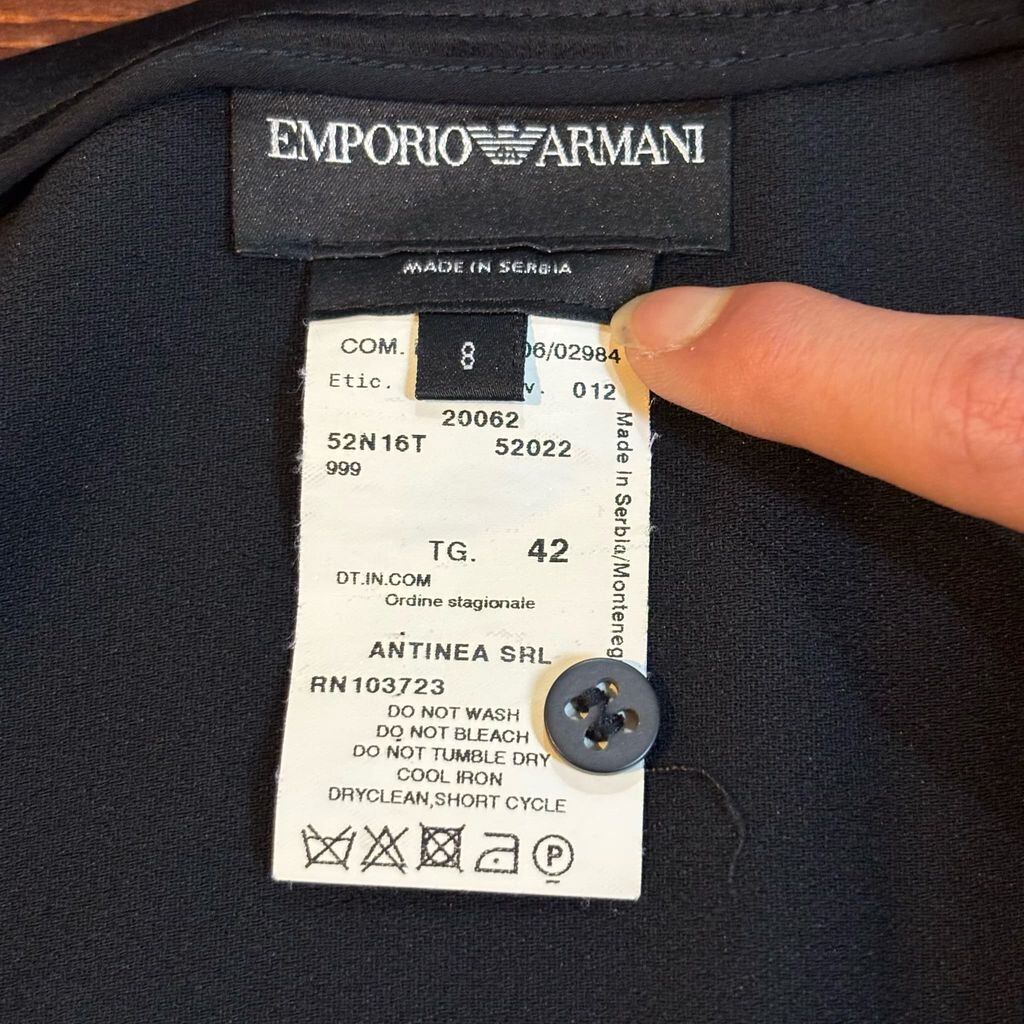 EMPORIO ARMANI
MADE IN SERBIA
8
COM. 06/02984
Etic. v. 012
20062
52N16T 52022
999
TG. 42
DT.IN.COM
Ordine stagionale
ANTINEA SRL
RN103723
DO NOT WASH
DO NOT BLEACH
DO NOT TUMBLE DRY
COOL IRON
DRYCLEAN,SHORT CYCLE
P
Made in Serbia/Monteneg